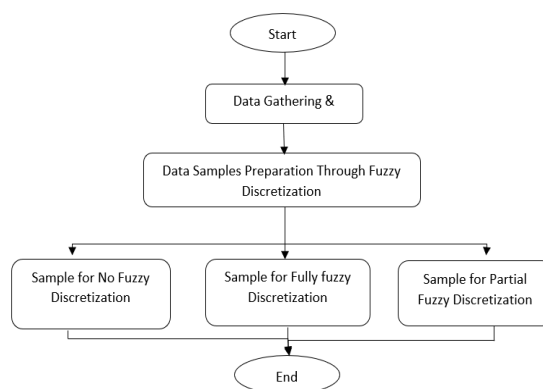 Start
Data Gathering &
Data Samples Preparation Through Fuzzy
Discretization
Sample for No Fuzzy
Discretization
Sample for Fully fuzzy
Discretization
Sample for Partial
Fuzzy Discretization
End